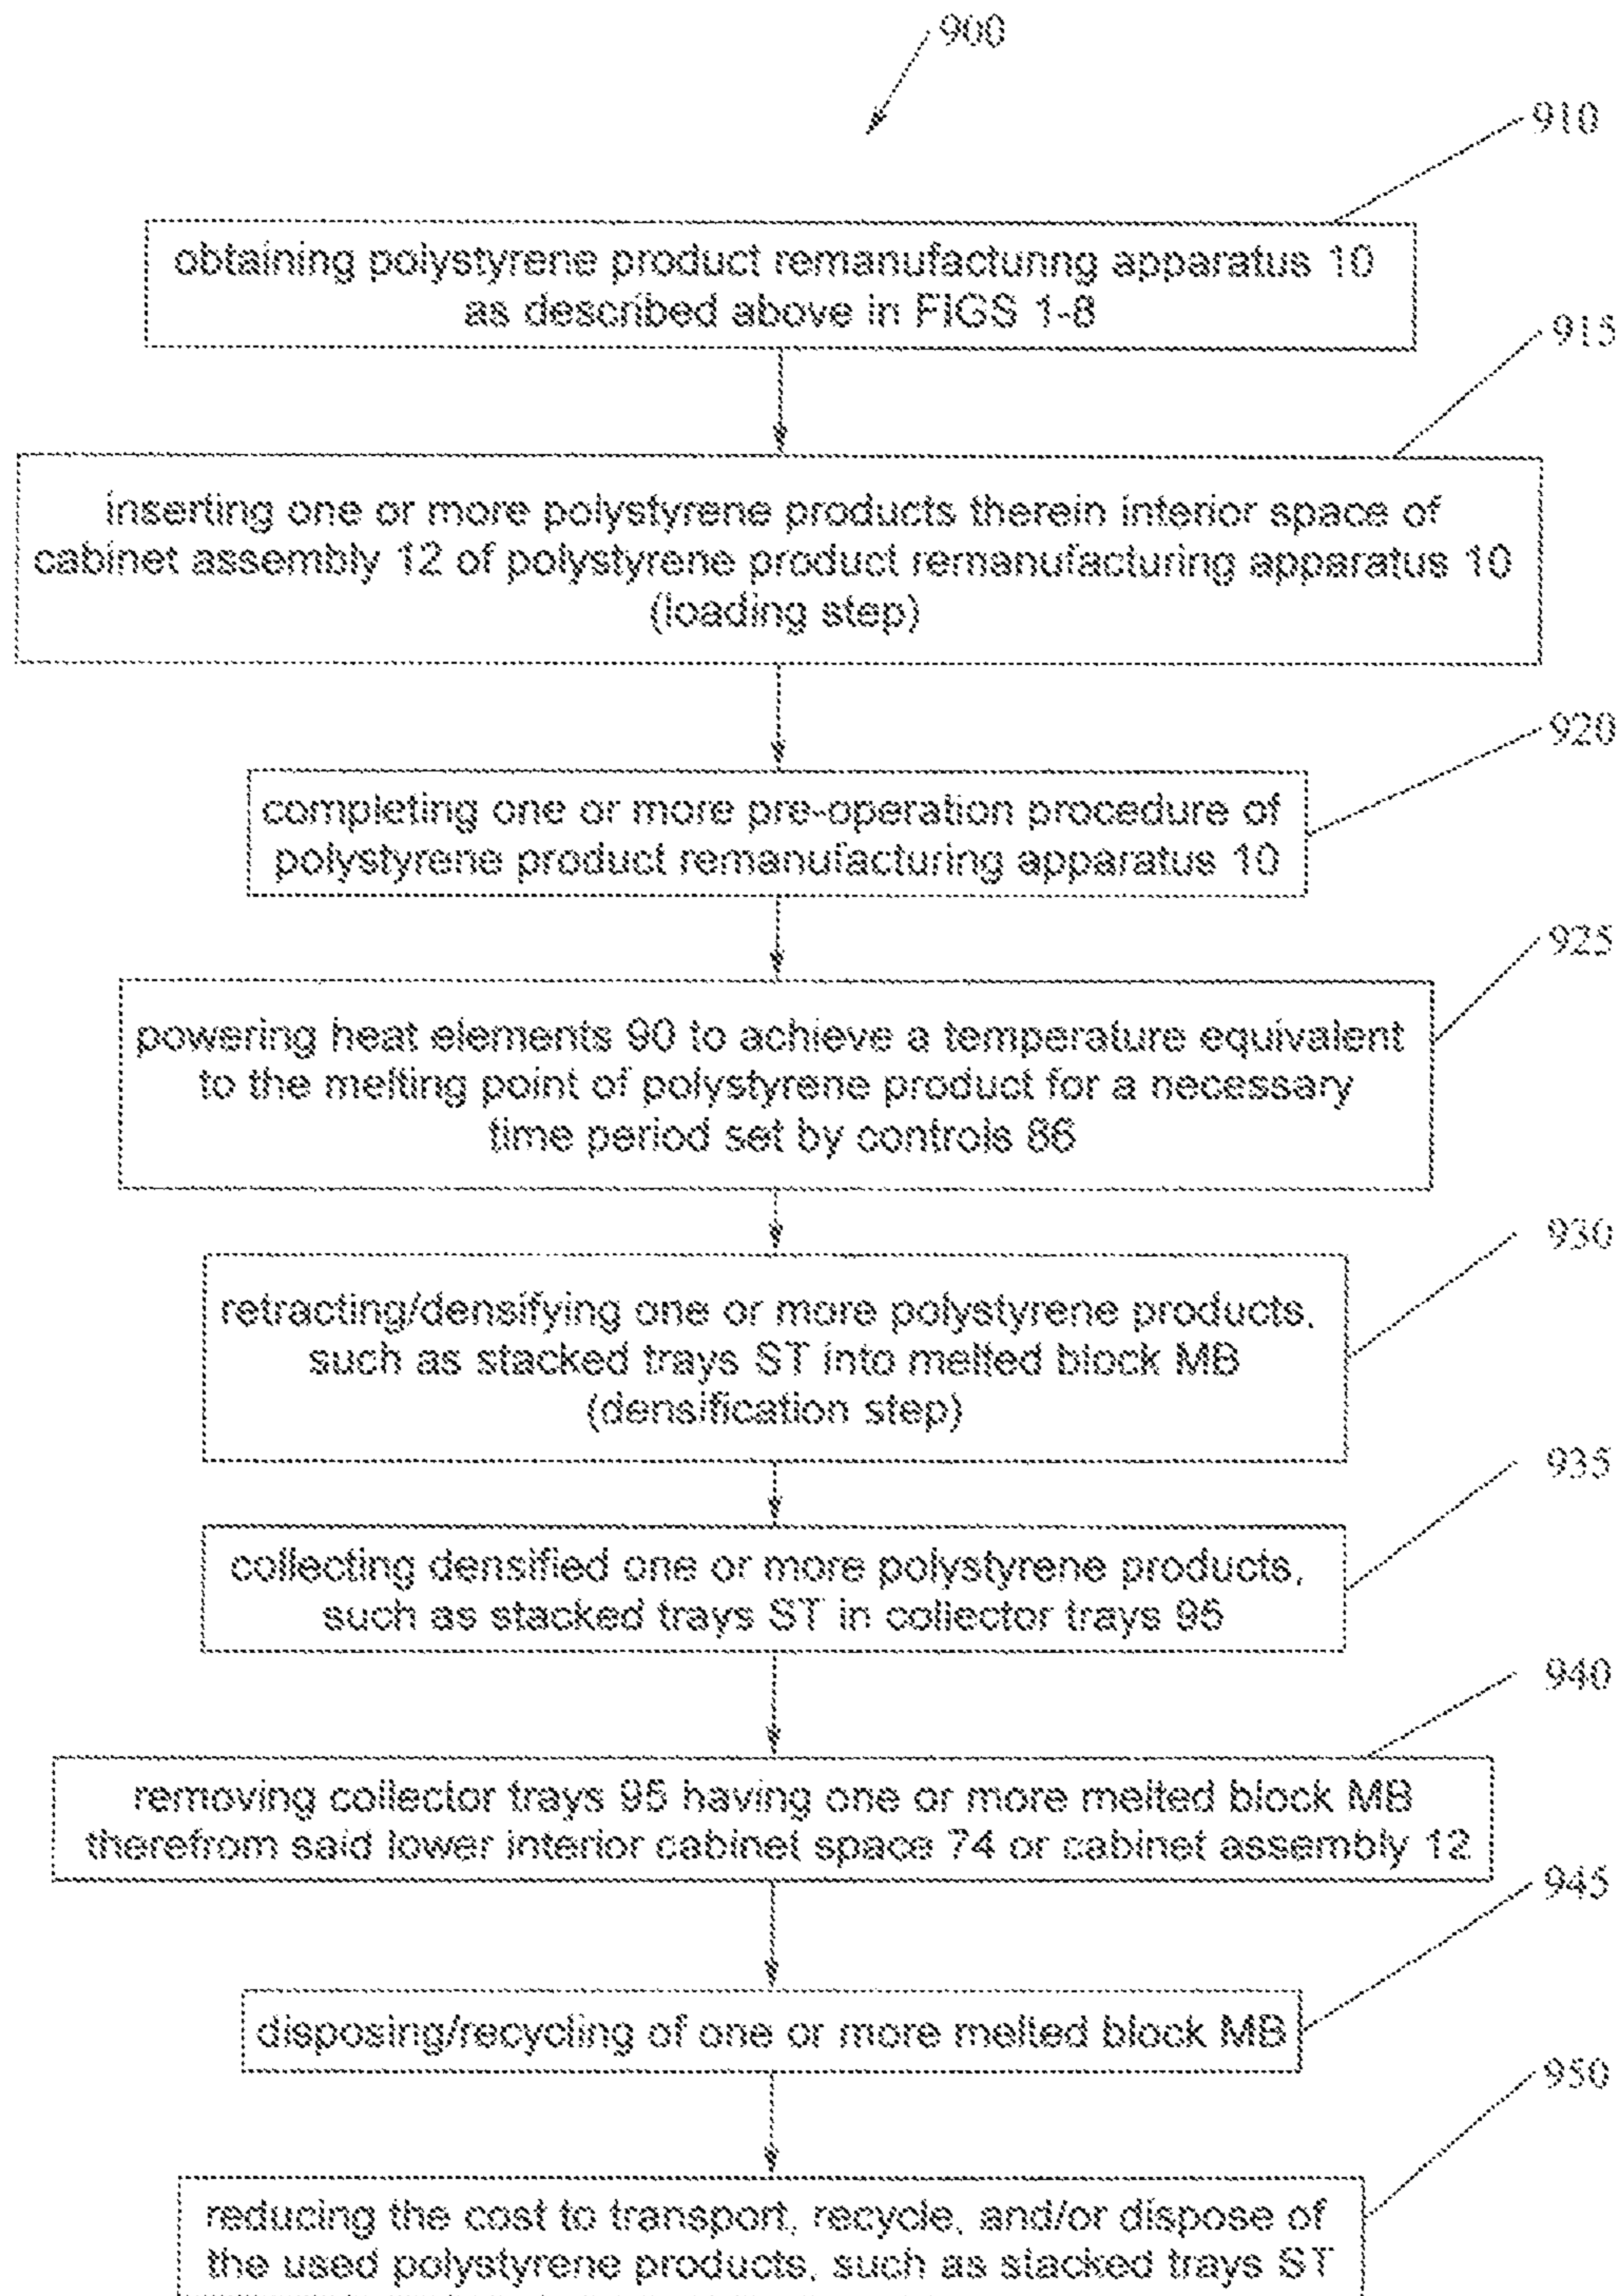 900
910
obtaining polystyrene product remanufacturing apparatus 10
as described above in FIGS 1-8
915
inserting one or more polystyrene products therein interior space of
cabinet assembly 12 of polystyrene product remanufacturing apparatus 10
(loading step)
920
completing one or more pre-operation procedure of
polystyrene product remanufacturing apparatus 10
925
powering heat elements 90 to achieve a temperature equivalent
to the melting point of polystyrene product for a necessary
time period set by controls 86
930
retracting/densifying one or more polystyrene products,
such as stacked trays ST into melted block MB
(densification step)
935
collecting densified one or more polystyrene products,
such as stacked trays ST in collector trays 95
940
removing collector trays 95 having one or more melted block MB
therefrom said lower interior cabinet space 74 or cabinet assembly 12
945
disposing/recycling of one or more melted block MB
950
reducing the cost to transport, recycle, and/or dispose of
the used polystyrene products, such as stacked trays ST